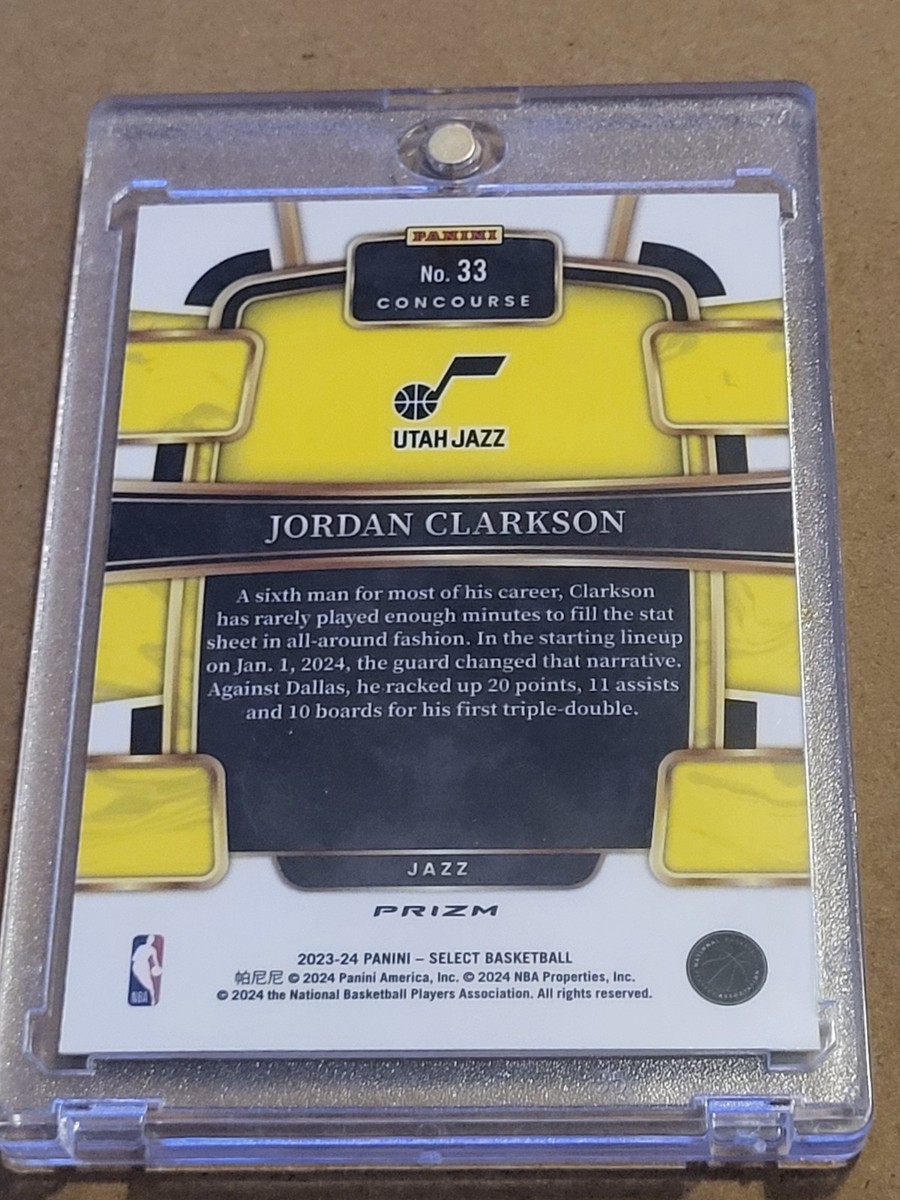 PANINI
No. 33
CONCOURSE
UTAH JAZZ
JORDAN CLARKSON
A sixth man for most of his career, Clarkson
has rarely played enough minutes to fill the stat
sheet in all-around fashion. In the starting lineup
on Jan. 1, 2024, the guard changed that narrative.
Against Dallas, he racked up 20 points, 11 assists
and 10 boards for his first triple-double.
JAZZ
PRIZM
2023-24 PANINI – SELECT BASKETBALL
帕尼尼 © 2024 Panini America, Inc. © 2024 NBA Properties, Inc.
© 2024 the National Basketball Players Association. All rights reserved.
NBA